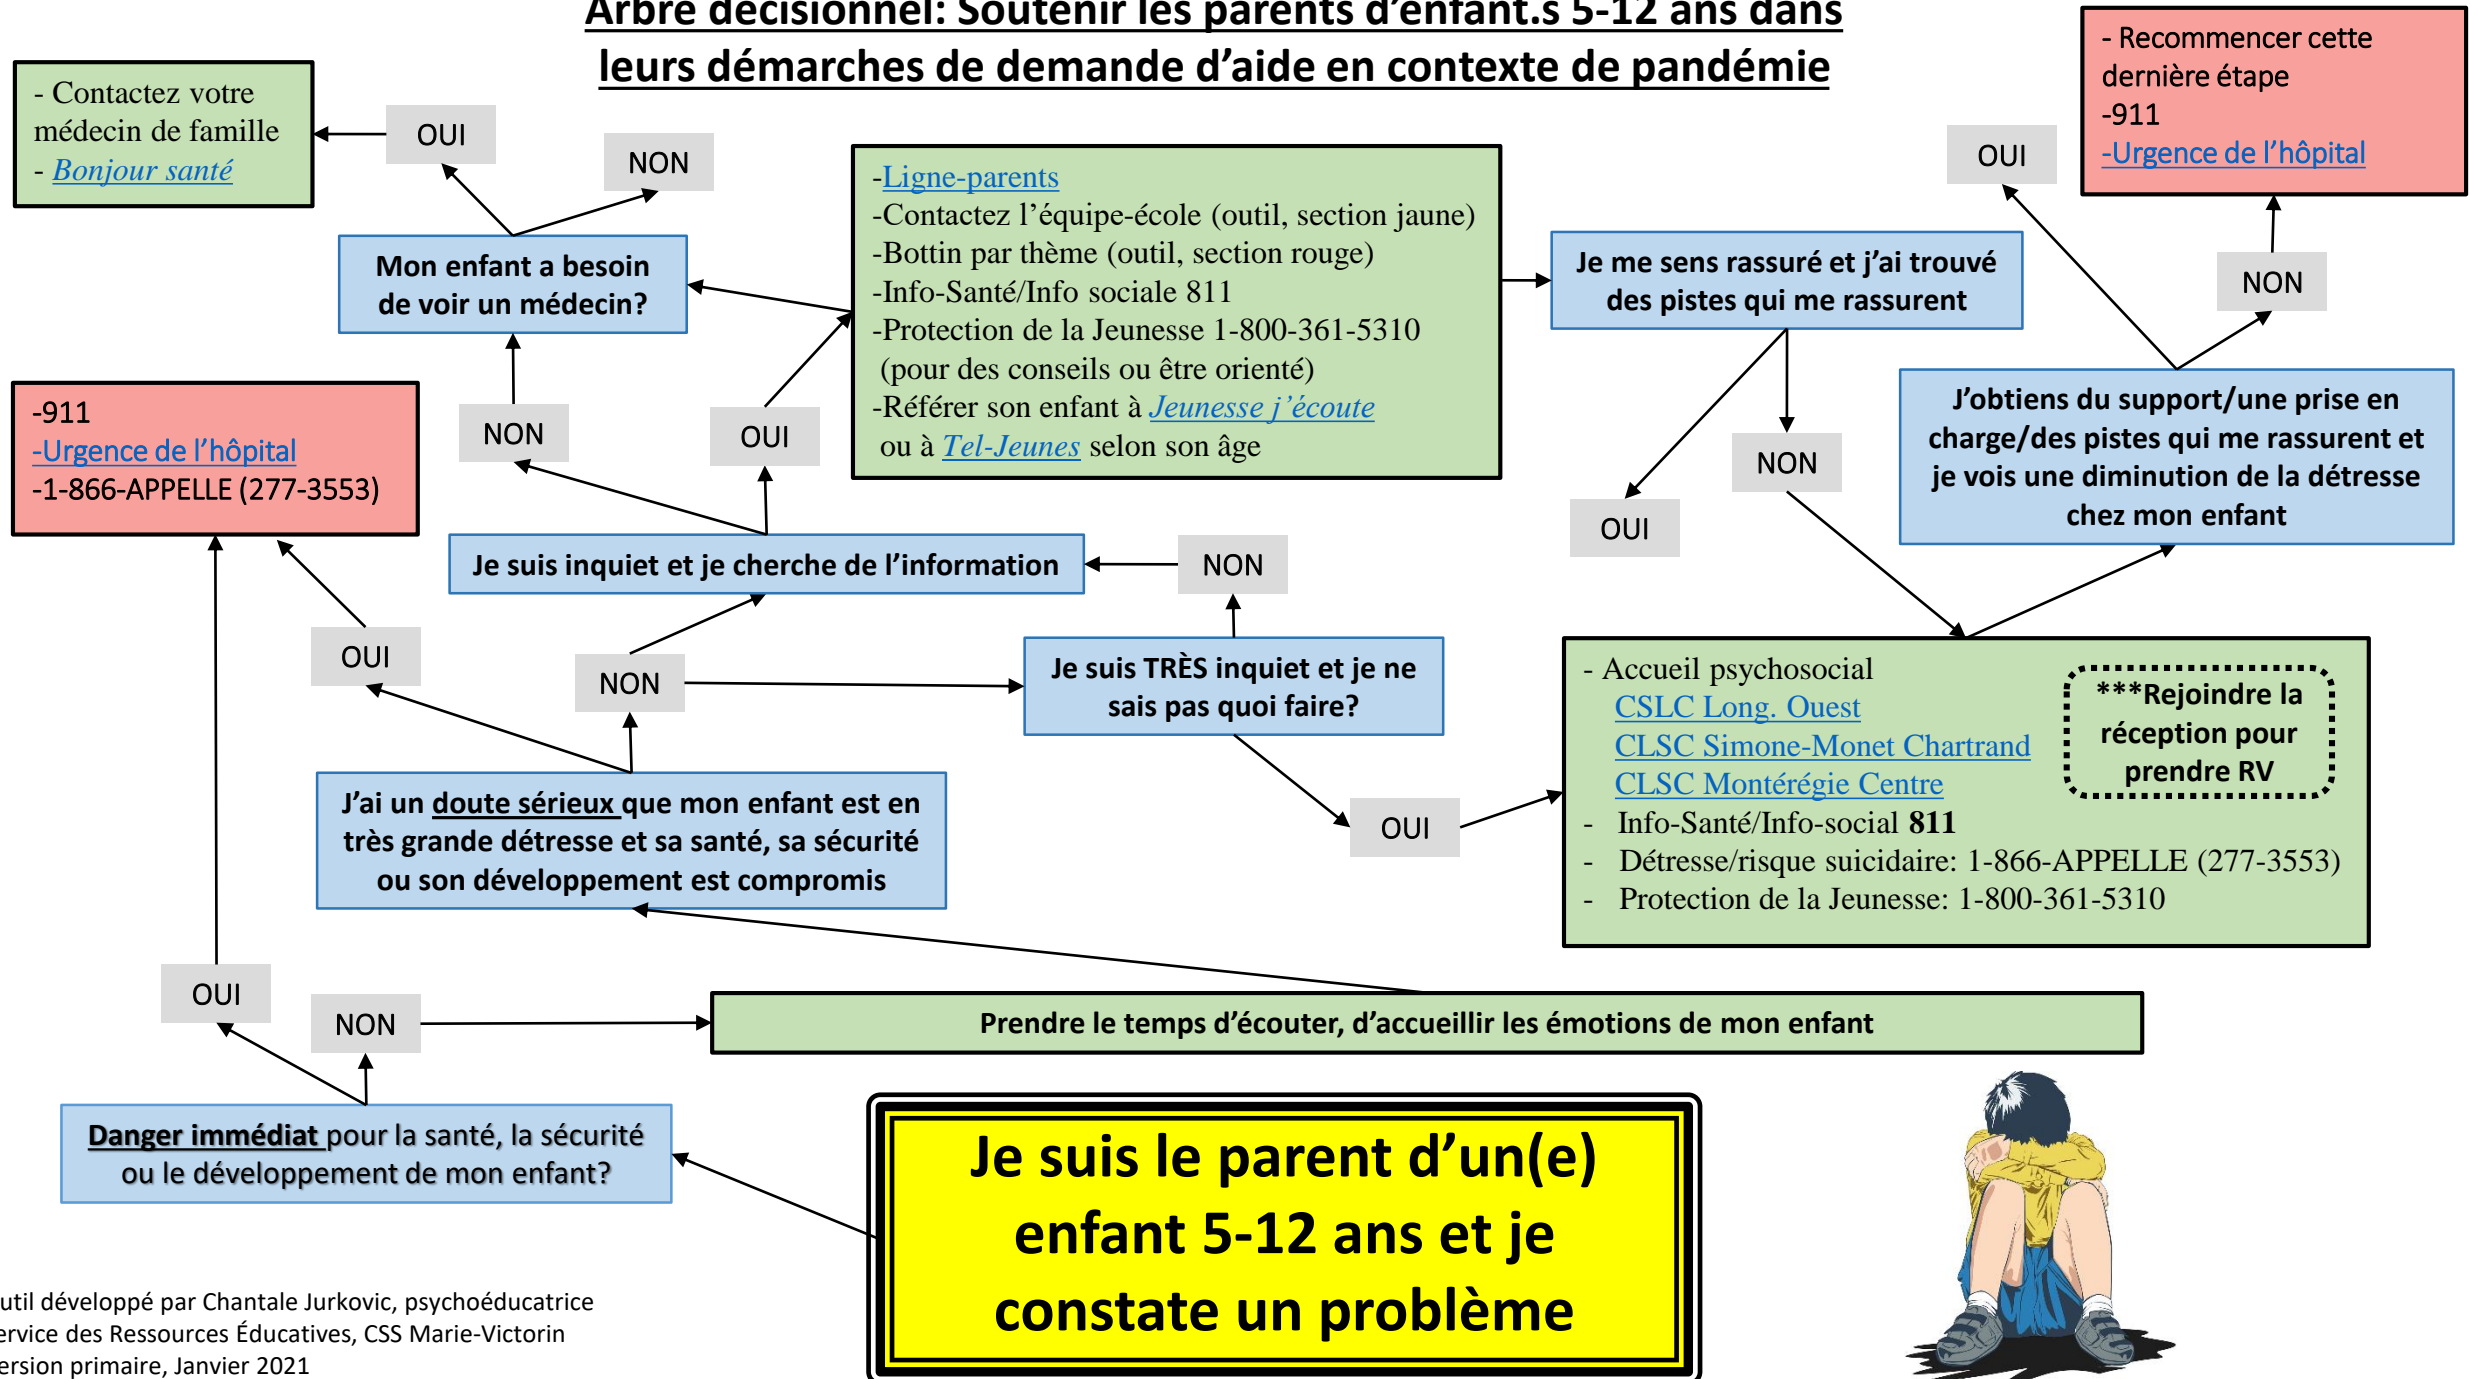 Arbre décisionnel: Soutenir les parents d'enfant.s 5-12 ans dans
leurs démarches de demande d'aide en contexte de pandémie
- Contactez votre
médecin de famille
- Bonjour santé
OUI
NON
Mon enfant a besoin
de voir un médecin?
-Ligne-parents
-Contactez l'équipe-école (outil, section jaune)
-Bottin par thème (outil, section rouge)
-Info-Santé/Info sociale 811
-Protection de la Jeunesse 1-800-361-5310
(pour des conseils ou être orienté)
-Référer son enfant à Jeunesse j'écoute
ou à Tel-Jeunes selon son âge
Je me sens rassuré et j'ai trouvé
des pistes qui me rassurent
OUI
- Recommencer cette
dernière étape
-911
-Urgence de l'hôpital
NON
J'obtiens du support/une prise en
charge/des pistes qui me rassurent et
je vois une diminution de la détresse
chez mon enfant
NON
OUI
-911
-Urgence de l'hôpital
-1-866-APPELLE (277-3553)
NON
OUI
Je suis inquiet et je cherche de l'information
NON
OUI
NON
Je suis TRÈS inquiet et je ne
sais pas quoi faire?
OUI
- Accueil psychosocial
CSLC Long. Ouest
CLSC Simone-Monet Chartrand
CLSC Montérégie Centre
- Info-Santé/Info-social 811
- Détresse/risque suicidaire: 1-866-APPELLE (277-3553)
- Protection de la Jeunesse: 1-800-361-5310
***Rejoindre la
réception pour
prendre RV
J'ai un doute sérieux que mon enfant est en
très grande détresse et sa santé, sa sécurité
ou son développement est compromis
OUI
NON
Prendre le temps d'écouter, d'accueillir les émotions de mon enfant
Danger immédiat pour la santé, la sécurité
ou le développement de mon enfant?
Je suis le parent d'un(e)
enfant 5-12 ans et je
constate un problème
util développé par Chantale Jurkovic, psychoéducatrice
ervice des Ressources Éducatives, CSS Marie-Victorin
ersion primaire, Janvier 2021